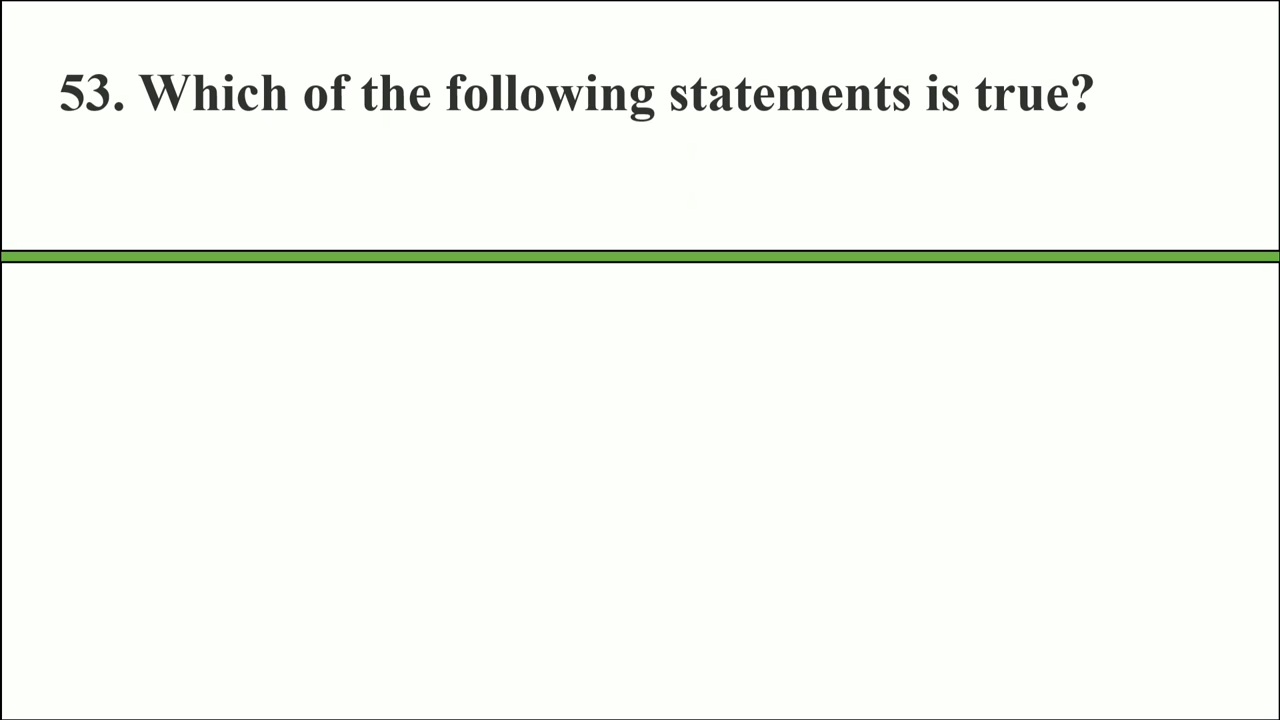 53. Which of the following statements is true?